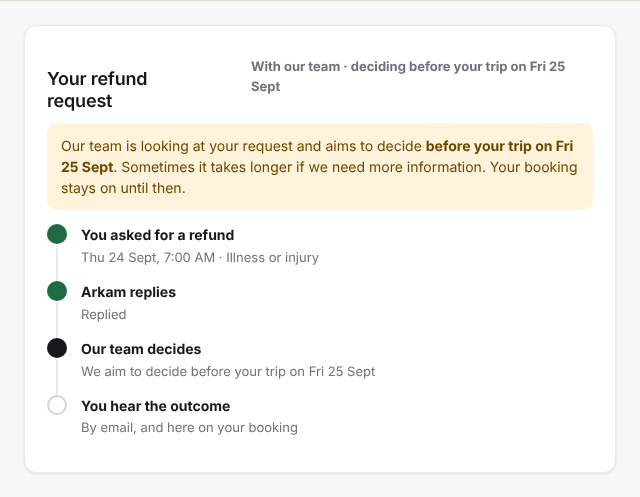 Your refund
request
With our team · deciding before your trip on Fri 25
Sept
Our team is looking at your request and aims to decide before your trip on Fri
25 Sept. Sometimes it takes longer if we need more information. Your booking
stays on until then.
You asked for a refund
Thu 24 Sept, 7:00 AM · Illness or injury
Arkam replies
Replied
Our team decides
We aim to decide before your trip on Fri 25 Sept
You hear the outcome
By email, and here on your booking